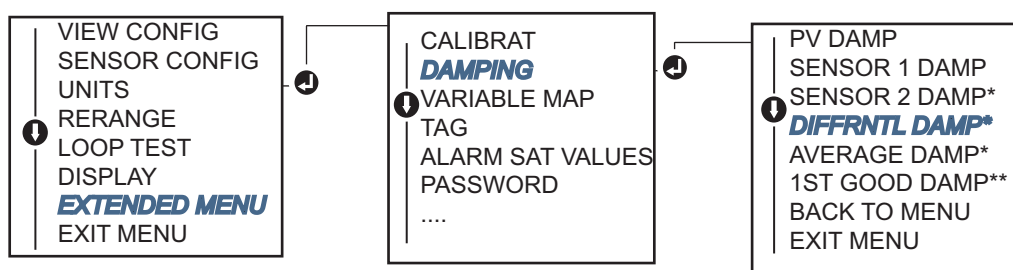 VIEW CONFIG
SENSOR CONFIG
UNITS
RERANGE
LOOP TEST
DISPLAY
EXTENDED MENU
EXIT MENU
CALIBRAT
DAMPING
VARIABLE MAP
TAG
ALARM SAT VALUES
PASSWORD
....
PV DAMP
SENSOR 1 DAMP
SENSOR 2 DAMP*
DIFFRNTL DAMP*
AVERAGE DAMP*
1ST GOOD DAMP**
BACK TO MENU
EXIT MENU